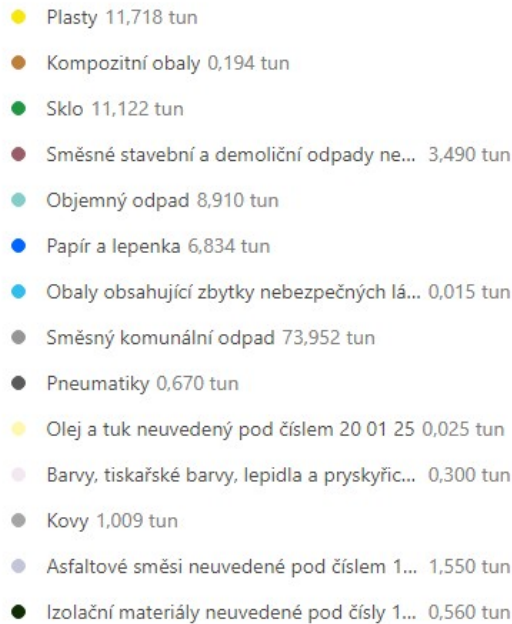 Plasty 11,718 tun
Kompozitní obaly 0,194 tun
Sklo 11,122 tun
Směsné stavební a demoliční odpady ne... 3,490 tun
Objemný odpad 8,910 tun
Papír a lepenka 6,834 tun
Obaly obsahující zbytky nebezpečných lá... 0,015 tun
Směsný komunální odpad 73,952 tun
Pneumatiky 0,670 tun
Olej a tuk neuvedený pod číslem 20 01 25 0,025 tun
Barvy, tiskařské barvy, lepidla a pryskyřic... 0,300 tun
Kovy 1,009 tun
Asfaltové směsi neuvedené pod číslem 1... 1,550 tun
Izolační materiály neuvedené pod čísly 1... 0,560 tun